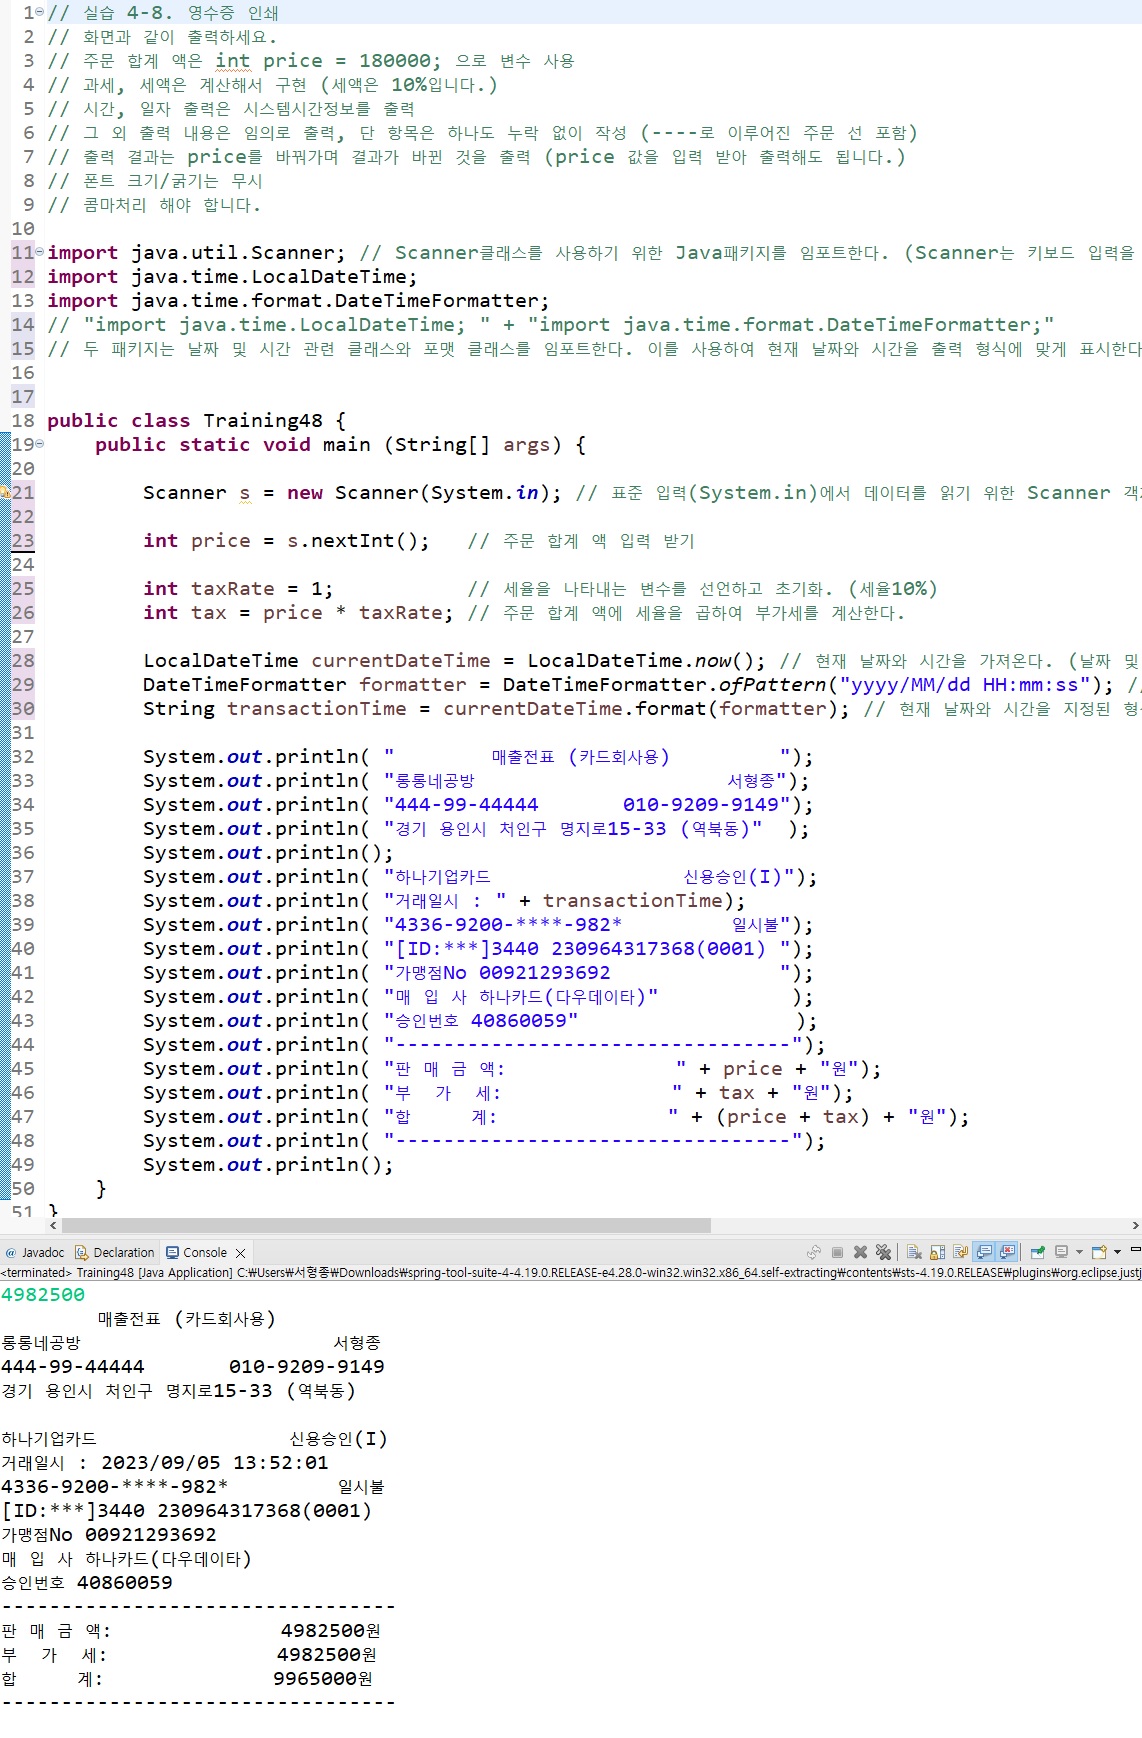 1 // 실습 4-8. 영수증 인쇄
2 // 화면과 같이 출력하세요.
3 // 주문 합계 액은 int price = 180000; 으로 변수 사용
4 // 과세, 세액은 계산해서 구현 (세액은 10%입니다.)
5 // 시간, 일자 출력은 시스템시간정보를 출력
6 // 그 외 출력 내용은 임의로 출력, 단 항목은 하나도 누락 없이 작성 (----로 이루어진 주문 선 포함)
7 // 출력 결과는 price를 바꿔가며 결과가 바뀐 것을 출력 (price 값을 입력 받아 출력해도 됩니다.)
8 // 폰트 크기/굵기는 무시
9 // 콤마처리 해야 합니다.
10
11 import java.util.Scanner; // Scanner클래스를 사용하기 위한 Java패키지를 임포트한다. (Scanner는 키보드 입력을
12 import java.time.LocalDateTime;
13 import java.time.format.DateTimeFormatter;
14 // "import java.time.LocalDateTime; " + "import java.time.format.DateTimeFormatter;"
15 // 두 패키지는 날짜 및 시간 관련 클래스와 포맷 클래스를 임포트한다. 이를 사용하여 현재 날짜와 시간을 출력 형식에 맞게 표시한다
16
17
18 public class Training48 {
19     public static void main (String[] args) {
20
21         Scanner s = new Scanner(System.in); // 표준 입력(System.in)에서 데이터를 읽기 위한 Scanner
22
23         int price = s.nextInt();   // 주문 합계 액 입력 받기
24
25         int taxRate = 1;           // 세율을 나타내는 변수를 선언하고 초기화. (세율10%)
26         int tax = price * taxRate; // 주문 합계 액에 세율을 곱하여 부가세를 계산한다.
27
28         LocalDateTime currentDateTime = LocalDateTime.now(); // 현재 날짜와 시간을 가져온다. (날짜 및
29         DateTimeFormatter formatter = DateTimeFormatter.ofPattern("yyyy/MM/dd HH:mm:ss"); //
30         String transactionTime = currentDateTime.format(formatter); // 현재 날짜와 시간을 지정된 형
31
32         System.out.println( "        매출전표 (카드회사용)         ");
33         System.out.println( "롱롱네공방                     서형종");
34         System.out.println( "444-99-44444       010-9209-9149");
35         System.out.println( "경기 용인시 처인구 명지로15-33 (역북동)"  );
36         System.out.println();
37         System.out.println( "하나기업카드                신용승인(I)");
38         System.out.println( "거래일시 : " + transactionTime);
39         System.out.println( "4336-9200-****-982*         일시불");
40         System.out.println( "[ID:***]3440 230964317368(0001) ");
41         System.out.println( "가맹점No 00921293692              ");
42         System.out.println( "매 입 사 하나카드(다우데이타)"           );
43         System.out.println( "승인번호 40860059"                  );
44         System.out.println( "---------------------------------");
45         System.out.println( "판 매 금 액:              " + price + "원");
46         System.out.println( "부  가  세:              " + tax + "원");
47         System.out.println( "합     계:              " + (price + tax) + "원");
48         System.out.println( "---------------------------------");
49         System.out.println();
50     }
51 }
@ Javadoc Declaration Console
<terminated> Training48 [Java Application] C:₩Users₩서형종₩Downloads₩spring-tool-suite-4-4.19.0.RELEASE-e4.28.0-win32.win32.x86_64.self-extracting₩contents₩sts-4.19.0.RELEASE₩plugins₩org.eclipse.justj
4982500
        매출전표 (카드회사용)
롱롱네공방                     서형종
444-99-44444       010-9209-9149
경기 용인시 처인구 명지로15-33 (역북동)

하나기업카드                신용승인(I)
거래일시 : 2023/09/05 13:52:01
4336-9200-****-982*         일시불
[ID:***]3440 230964317368(0001)
가맹점No 00921293692
매 입 사 하나카드(다우데이타)
승인번호 40860059
---------------------------------
판 매 금 액:              4982500원
부  가  세:              4982500원
합     계:              9965000원
---------------------------------